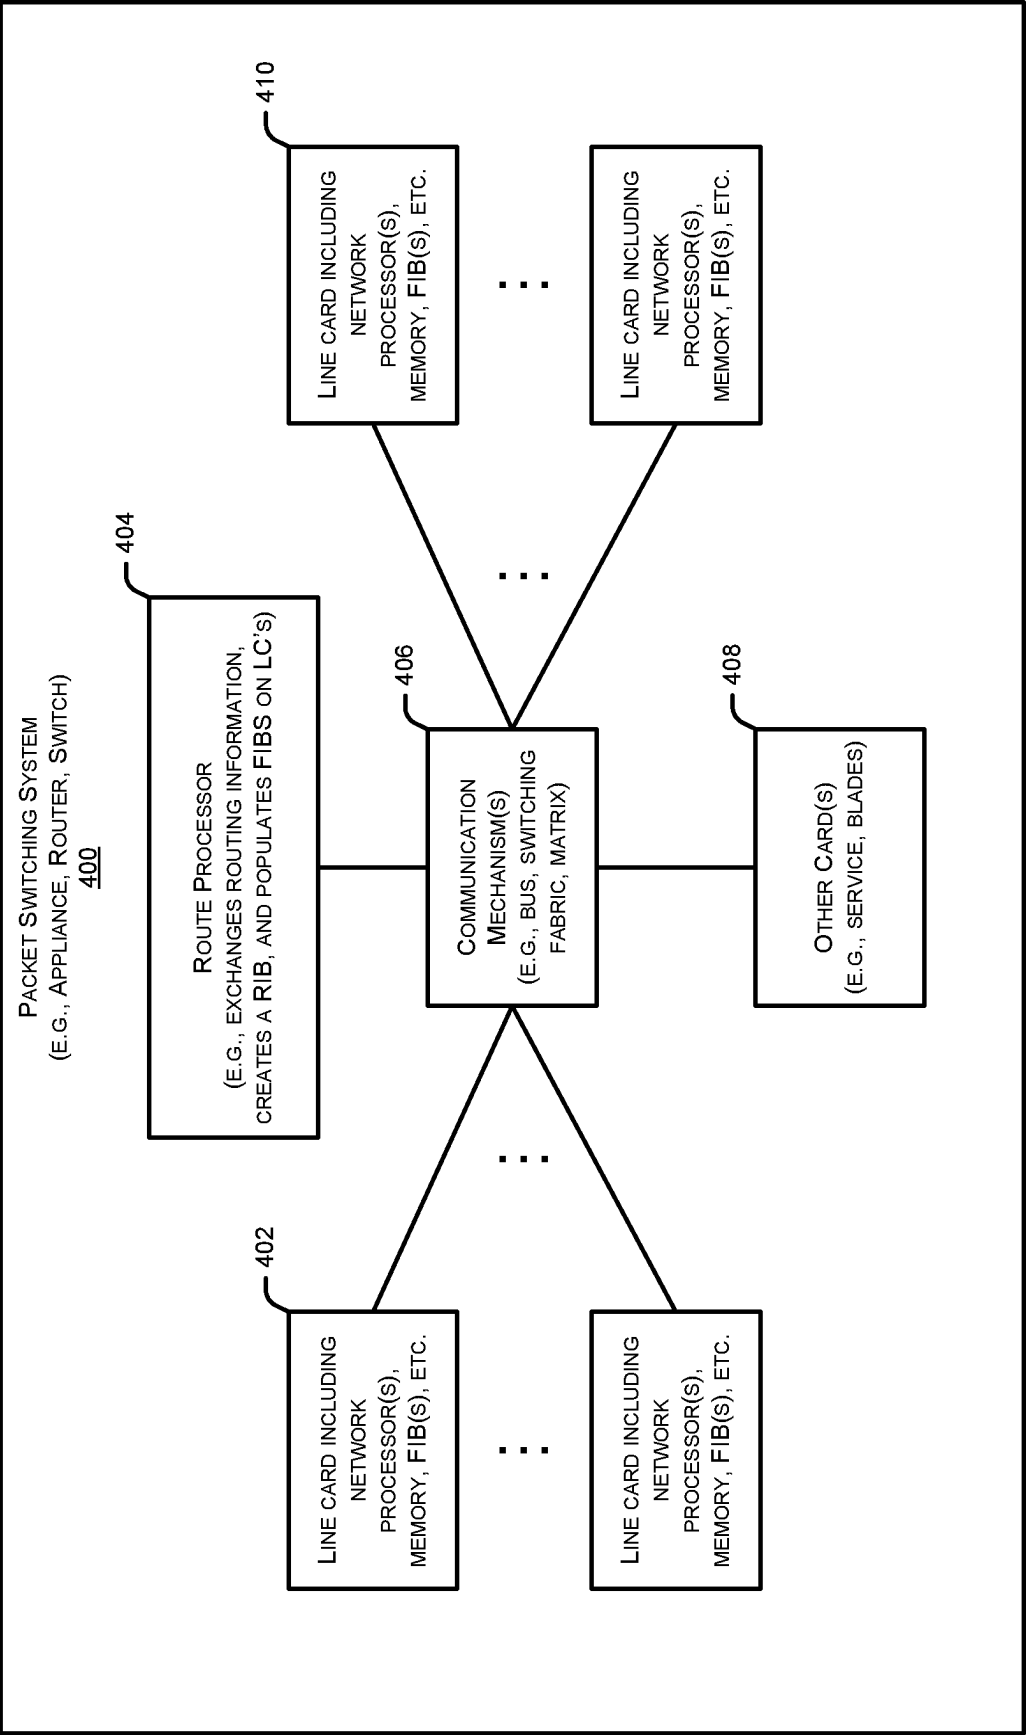 PACKET SWITCHING SYSTEM
(E.G., APPLIANCE, ROUTER, SWITCH)
400
404
ROUTE PROCESSOR
(E.G., EXCHANGES ROUTING INFORMATION,
CREATES A RIB, AND POPULATES FIBS ON LC'S)
402
LINE CARD INCLUDING
NETWORK
PROCESSOR(S),
MEMORY, FIB(S), ETC.
...
LINE CARD INCLUDING
NETWORK
PROCESSOR(S),
MEMORY, FIB(S), ETC.
...
406
COMMUNICATION
MECHANISM(S)
(E.G., BUS, SWITCHING
FABRIC, MATRIX)
...
410
LINE CARD INCLUDING
NETWORK
PROCESSOR(S),
MEMORY, FIB(S), ETC.
...
LINE CARD INCLUDING
NETWORK
PROCESSOR(S),
MEMORY, FIB(S), ETC.
408
OTHER CARD(S)
(E.G., SERVICE, BLADES)